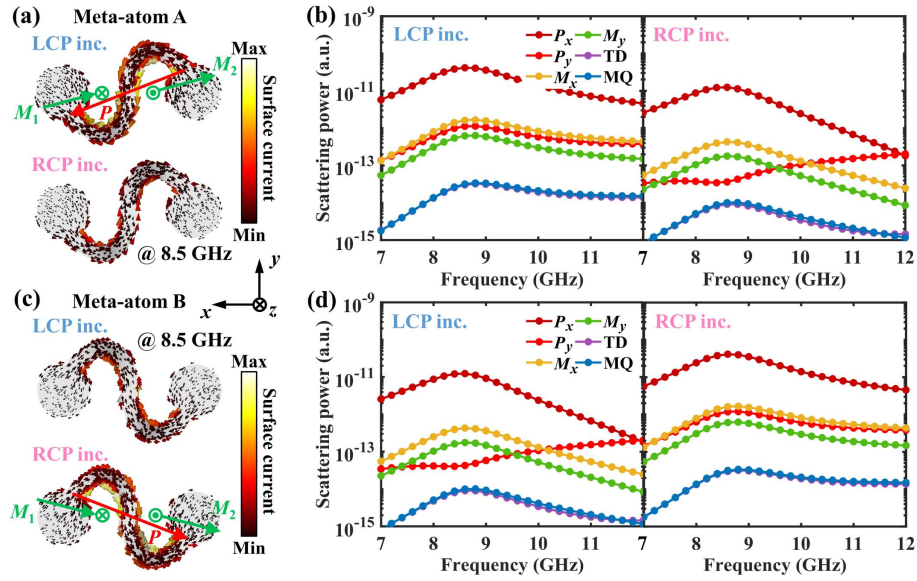 (a) Meta-atom A
LCP inc.
M1
P
M2
Max
Surface current
Min
RCP inc.
@ 8.5 GHz
y
x
z
(b)
LCP inc.
RCP inc.
Px My
Py TD
Mx MQ
Scattering power (a.u.)
10-9
10-11
10-13
10-15
7 8 9 10 11 7 8 9 10 11 12
Frequency (GHz) Frequency (GHz)
(c) Meta-atom B
LCP inc.
@ 8.5 GHz
Max
Surface current
Min
RCP inc.
M1
P
M2
(d)
LCP inc.
RCP inc.
Px My
Py TD
Mx MQ
Scattering power (a.u.)
10-9
10-11
10-13
10-15
7 8 9 10 11 7 8 9 10 11 12
Frequency (GHz) Frequency (GHz)